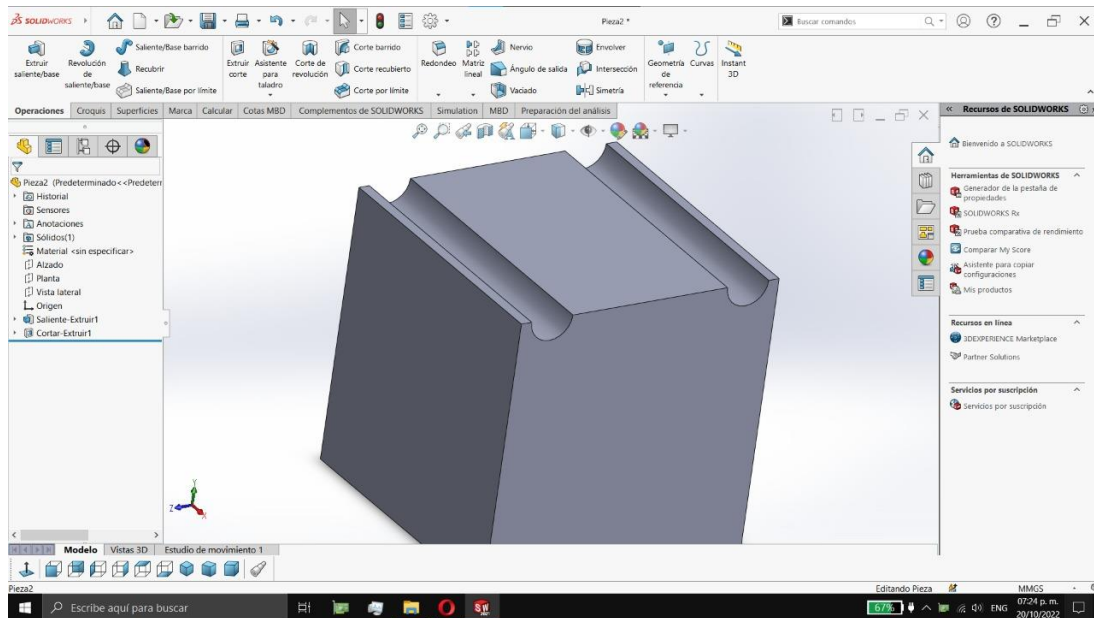 SOLIDWORKS
Pieza2 *
Buscar comandos
Extruir saliente/base
Revolución de saliente/base
Saliente/Base barrido
Recubrir
Saliente/Base por límite
Extruir corte
Asistente para taladro
Corte de revolución
Corte barrido
Corte recubierto
Corte por límite
Redondeo
Matriz lineal
Nervio
Ángulo de salida
Vaciado
Envolver
Intersección
Simetría
Geometría de referencia
Curvas
Instant 3D
Operaciones Croquis Superficies Marca Calcular Cotas MBD Complementos de SOLIDWORKS Simulation MBD Preparación del análisis
Pieza2 (Predeterminado<<Predeterr
Historial
Sensores
Anotaciones
Sólidos(1)
Material <sin especificar>
Alzado
Planta
Vista lateral
Origen
Saliente-Extruir1
Cortar-Extruir1
Y
Z
X
Recursos de SOLIDWORKS
Bienvenido a SOLIDWORKS
Herramientas de SOLIDWORKS
Generador de la pestaña de
propiedades
SOLIDWORKS Rx
Prueba comparativa de rendimiento
Comparar My Score
Asistente para copiar
configuraciones
Mis productos
Recursos en línea
3DEXPERIENCE Marketplace
Partner Solutions
Servicios por suscripción
Servicios por suscripción
Modelo Vistas 3D Estudio de movimiento 1
Pieza2
Editando Pieza
MMGS
Escribe aquí para buscar
67%
ENG
07:24 p. m.
20/10/2022